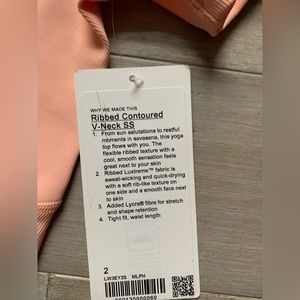 WHY WE MADE THIS
Ribbed Contoured
V-Neck SS
1. From sun salutations to restful
moments in savasana, this yoga
top flows with you. The
flexible ribbed texture with a
cool, smooth sensation feels
great next to your skin
2. Ribbed Luxtreme™ fabric is
sweat-wicking and quick-drying
with a soft rib-like texture on
one side and a smooth face next
to skin
3. Added Lycra® fibre for stretch
and shape retention
4. Tight fit, waist length
2
LW3EY3S MLPH